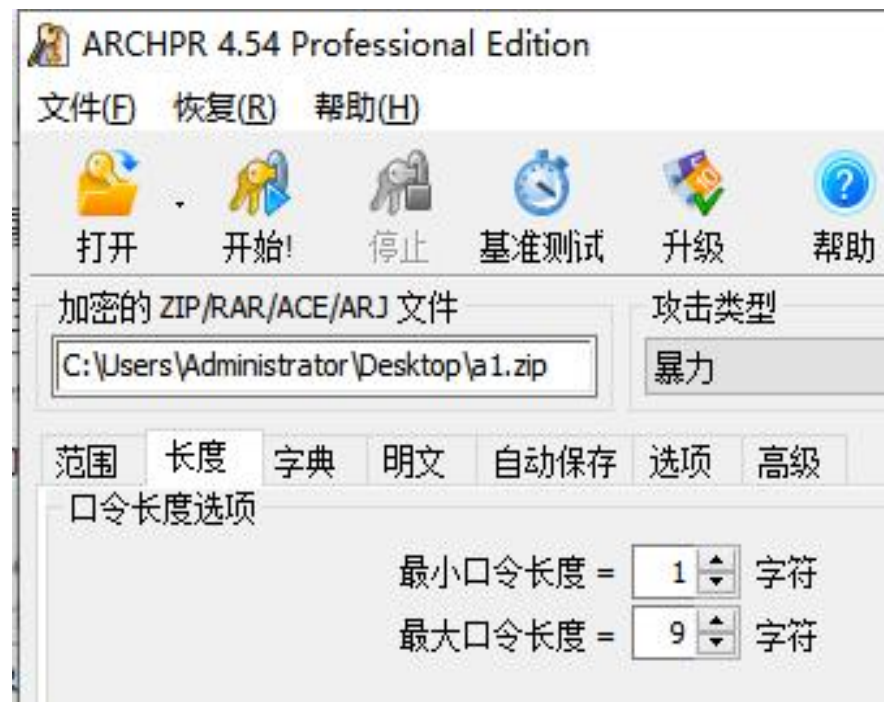 ARCHPR 4.54 Professional Edition
文件(F) 恢复(R) 帮助(H)
打开 开始! 停止 基准测试 升级 帮助
加密的 ZIP/RAR/ACE/ARJ 文件 攻击类型
C:\Users\Administrator\Desktop\a1.zip 暴力
范围 长度 字典 明文 自动保存 选项 高级
口令长度选项
最小口令长度 = 1 字符
最大口令长度 = 9 字符